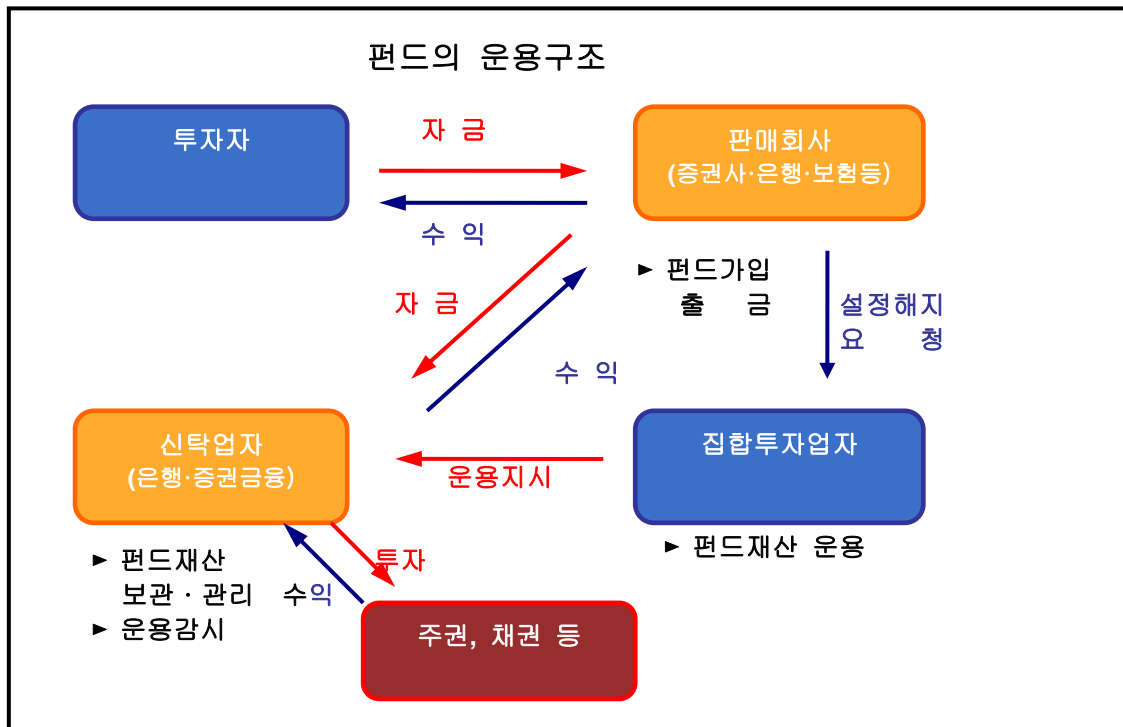 펀드의 운용구조
투자자
자 금
판매회사
(증권사·은행·보험등)
수 익
► 펀드가입
출 금
자 금
설정해지
요 청
수 익
신탁업자
(은행·증권금융)
집합투자업자
운용지시
► 펀드재산 운용
► 펀드재산
보관 · 관리
► 운용감시
투자
수익
주권, 채권 등